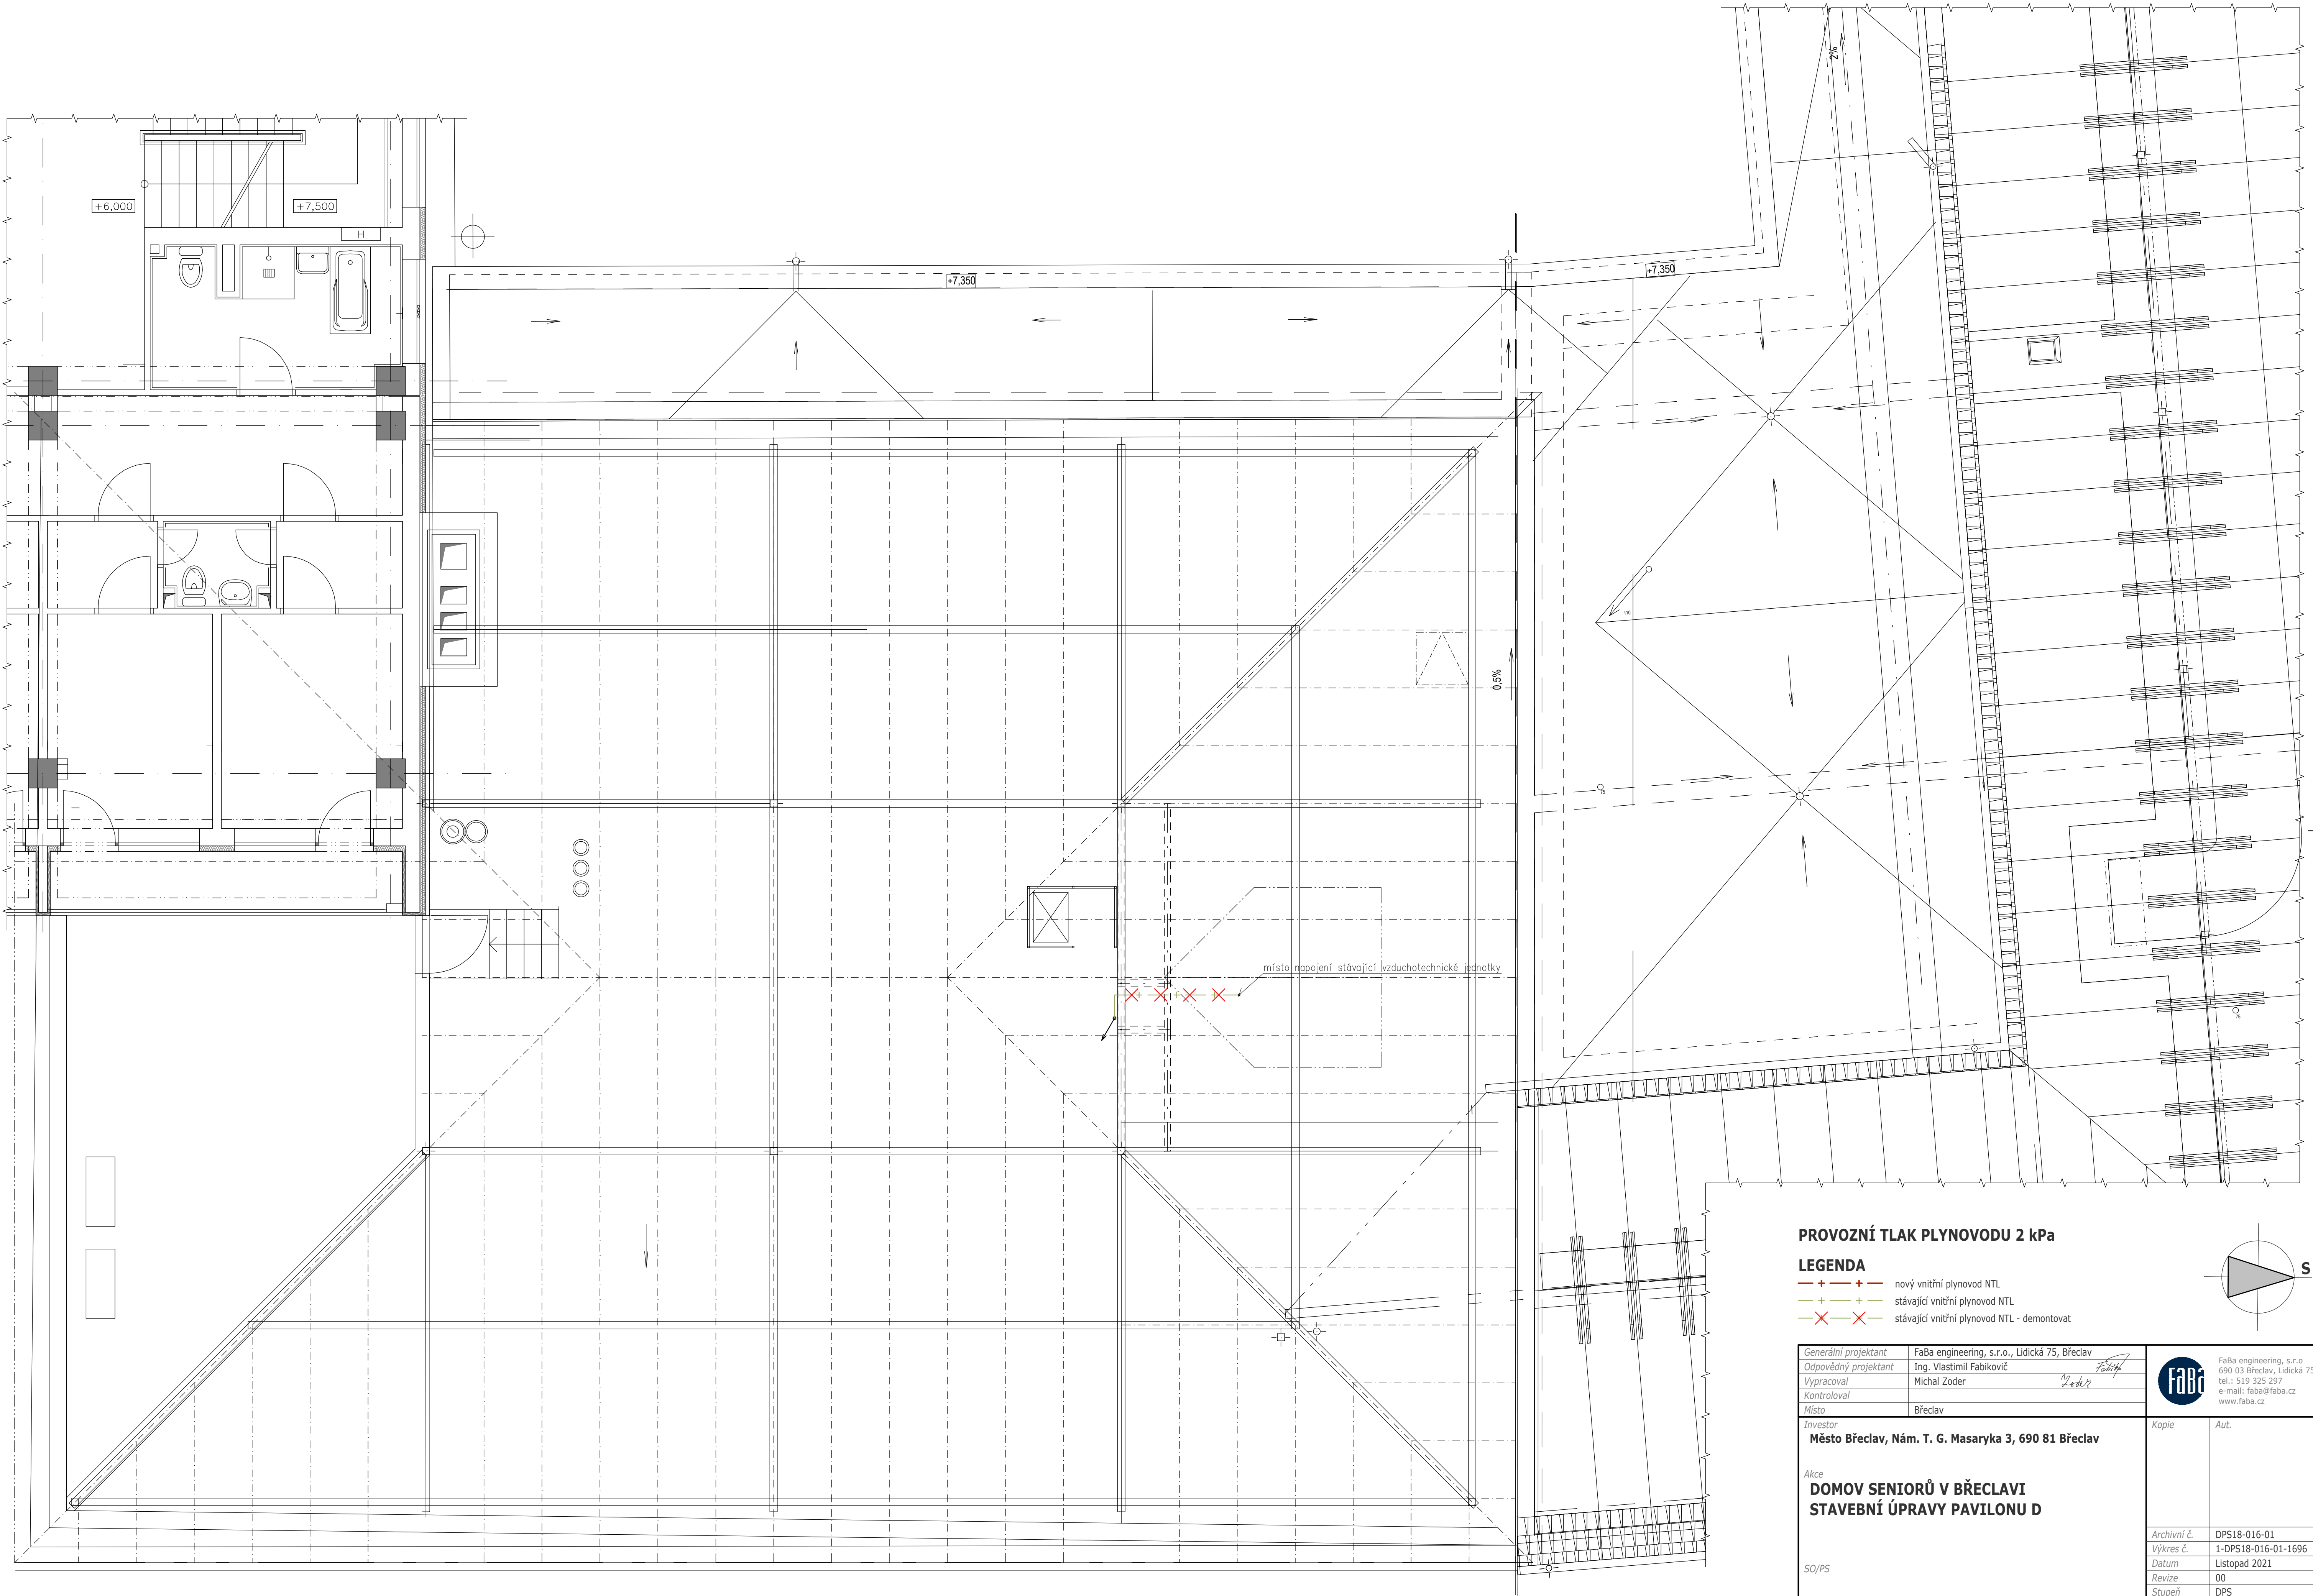 2%
+6,000
+7,500
H
+7,350
+7,350
0,5%
místo napojení stávající vzduchotechnické jednotky
75
75
PROVOZNÍ TLAK PLYNOVODU 2 kPa
LEGENDA
nový vnitřní plynovod NTL
stávající vnitřní plynovod NTL
stávající vnitřní plynovod NTL - demontovat
S
Generální projektant FaBa engineering, s.r.o., Lidická 75, Břeclav
Odpovědný projektant Ing. Vlastimil Fabikovič
Vypracoval Michal Zoder
Kontroloval
Místo Břeclav
FaBa
FaBa engineering, s.r.o
690 03 Břeclav, Lidická 75
tel.: 519 325 297
e-mail: faba@faba.cz
www.faba.cz
Investor
Město Břeclav, Nám. T. G. Masaryka 3, 690 81 Břeclav
Kopie Aut.
Akce
DOMOV SENIORŮ V BŘECLAVI
STAVEBNÍ ÚPRAVY PAVILONU D
SO/PS
Archivní č. DPS18-016-01
Výkres č. 1-DPS18-016-01-1696
Datum Listopad 2021
Revize 00
Stupeň DPS